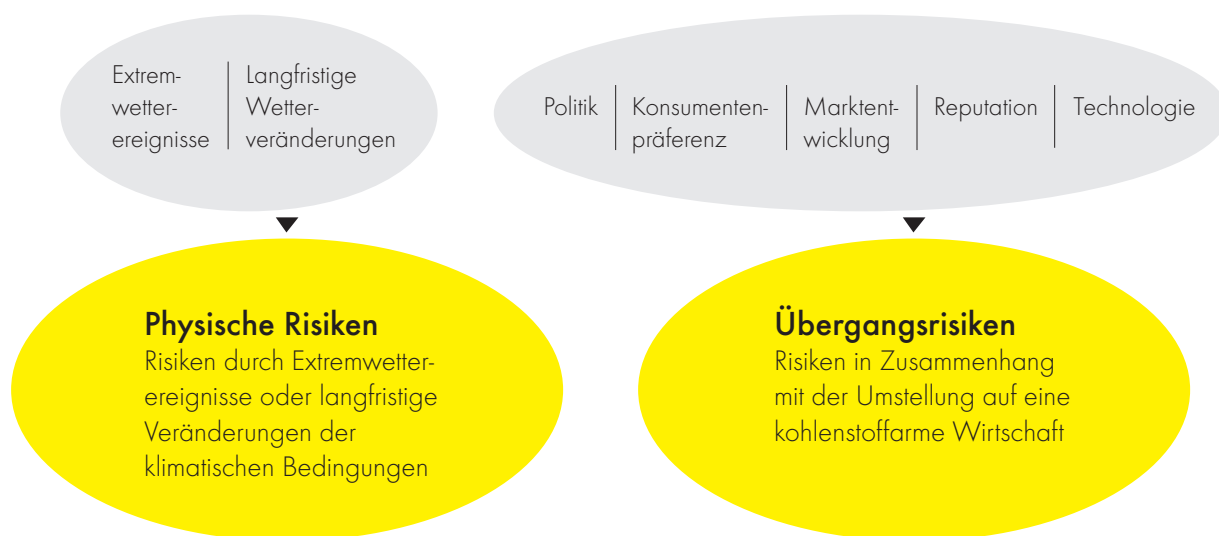 Extrem-
wetter-
ereignisse
Langfristige
Wetter-
veränderungen
Politik
Konsumenten-
präferenz
Marktent-
wicklung
Reputation
Technologie
Physische Risiken
Risiken durch Extremwetter-
ereignisse oder langfristige
Veränderungen der
klimatischen Bedingungen
Übergangsrisiken
Risiken in Zusammenhang
mit der Umstellung auf eine
kohlenstoffarme Wirtschaft